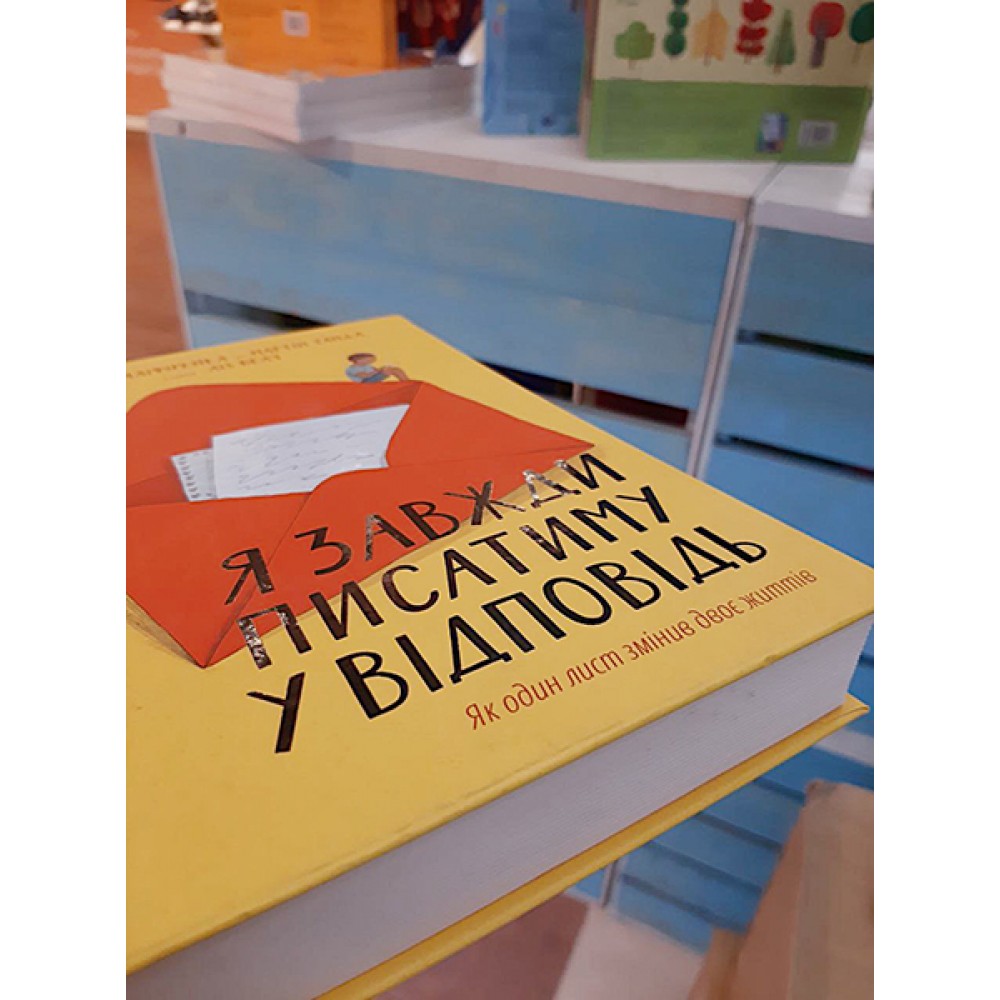 Я ЗАВЖДИ
ПИСАТИМУ
У ВІДПОВІДЬ
Як один лист змінив двоє життів